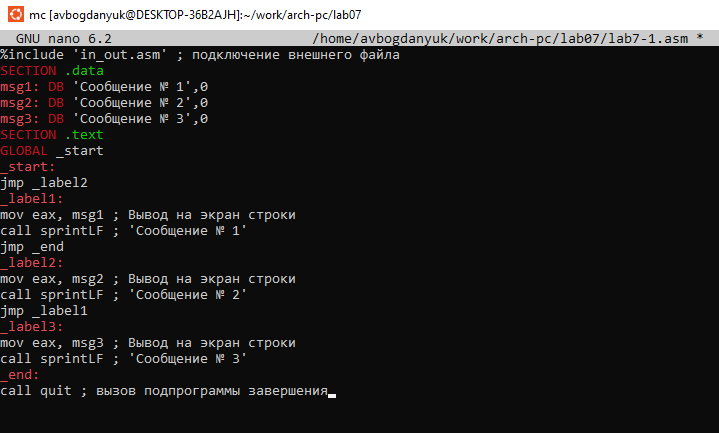 mc [avbogdanyuk@DESKTOP-36B2AJH]:~/work/arch-pc/lab07
GNU nano 6.2 /home/avbogdanyuk/work/arch-pc/lab07/lab7-1.asm *
%include 'in_out.asm' ; подключение внешнего файла
SECTION .data
msg1: DB 'Сообщение № 1',0
msg2: DB 'Сообщение № 2',0
msg3: DB 'Сообщение № 3',0
SECTION .text
GLOBAL _start
_start:
jmp _label2
_label1:
mov eax, msg1 ; Вывод на экран строки
call sprintLF ; 'Сообщение № 1'
jmp _end
_label2:
mov eax, msg2 ; Вывод на экран строки
call sprintLF ; 'Сообщение № 2'
jmp _label1
_label3:
mov eax, msg3 ; Вывод на экран строки
call sprintLF ; 'Сообщение № 3'
_end:
call quit ; вызов подпрограммы завершения